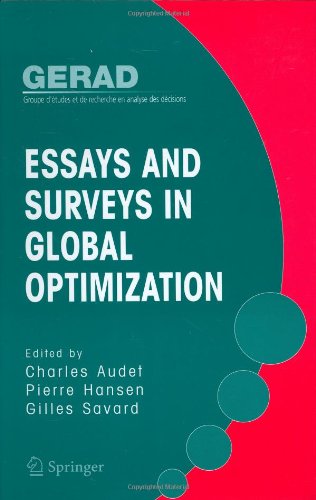 GERAD
Groupe d'études et de recherche en analyse des décisions
ESSAYS AND
SURVEYS IN
GLOBAL
OPTIMIZATION
Edited by
Charles Audet
Pierre Hansen
Gilles Savard
Springer